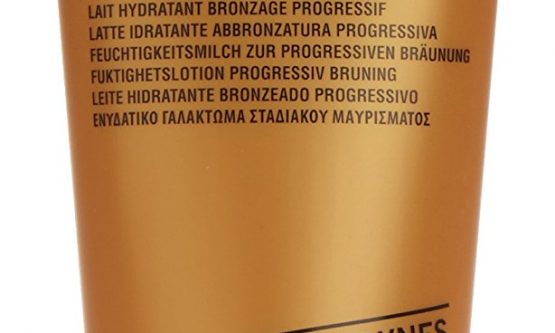 LAIT HYDRATANT BRONZAGE PROGRESSIF
LATTE IDRATANTE ABBRONZATURA PROGRESSIVA
FEUCHTIGKEITSMILCH ZUR PROGRESSIVEN BRÄUNUNG
FUKTIGHETSLOTION PROGRESSIV BRUNING
LEITE HIDRATANTE BRONZEADO PROGRESSIVO
ΕΝΥΔΑΤΙΚΟ ΓΑΛΑΚΤΩΜΑ ΣΤΑΔΙΑΚΟΥ ΜΑΥΡΙΣΜΑΤΟΣ